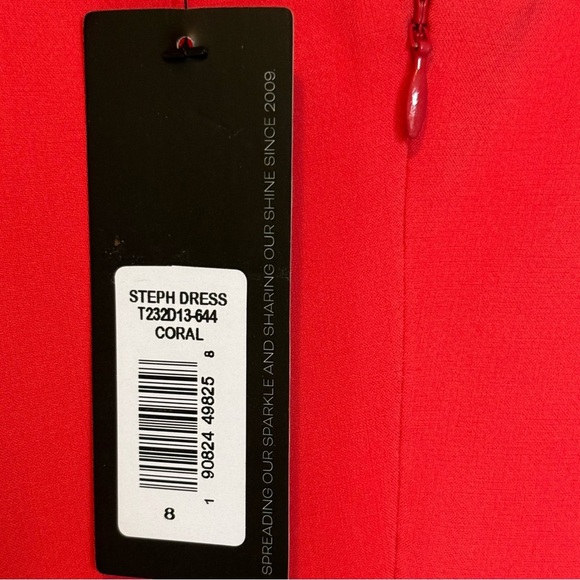 STEPH DRESS
T232D13-644
CORAL
1 90824 49825 8
8
SPREADING OUR SPARKLE AND SHARING OUR SHINE SINCE 2009.